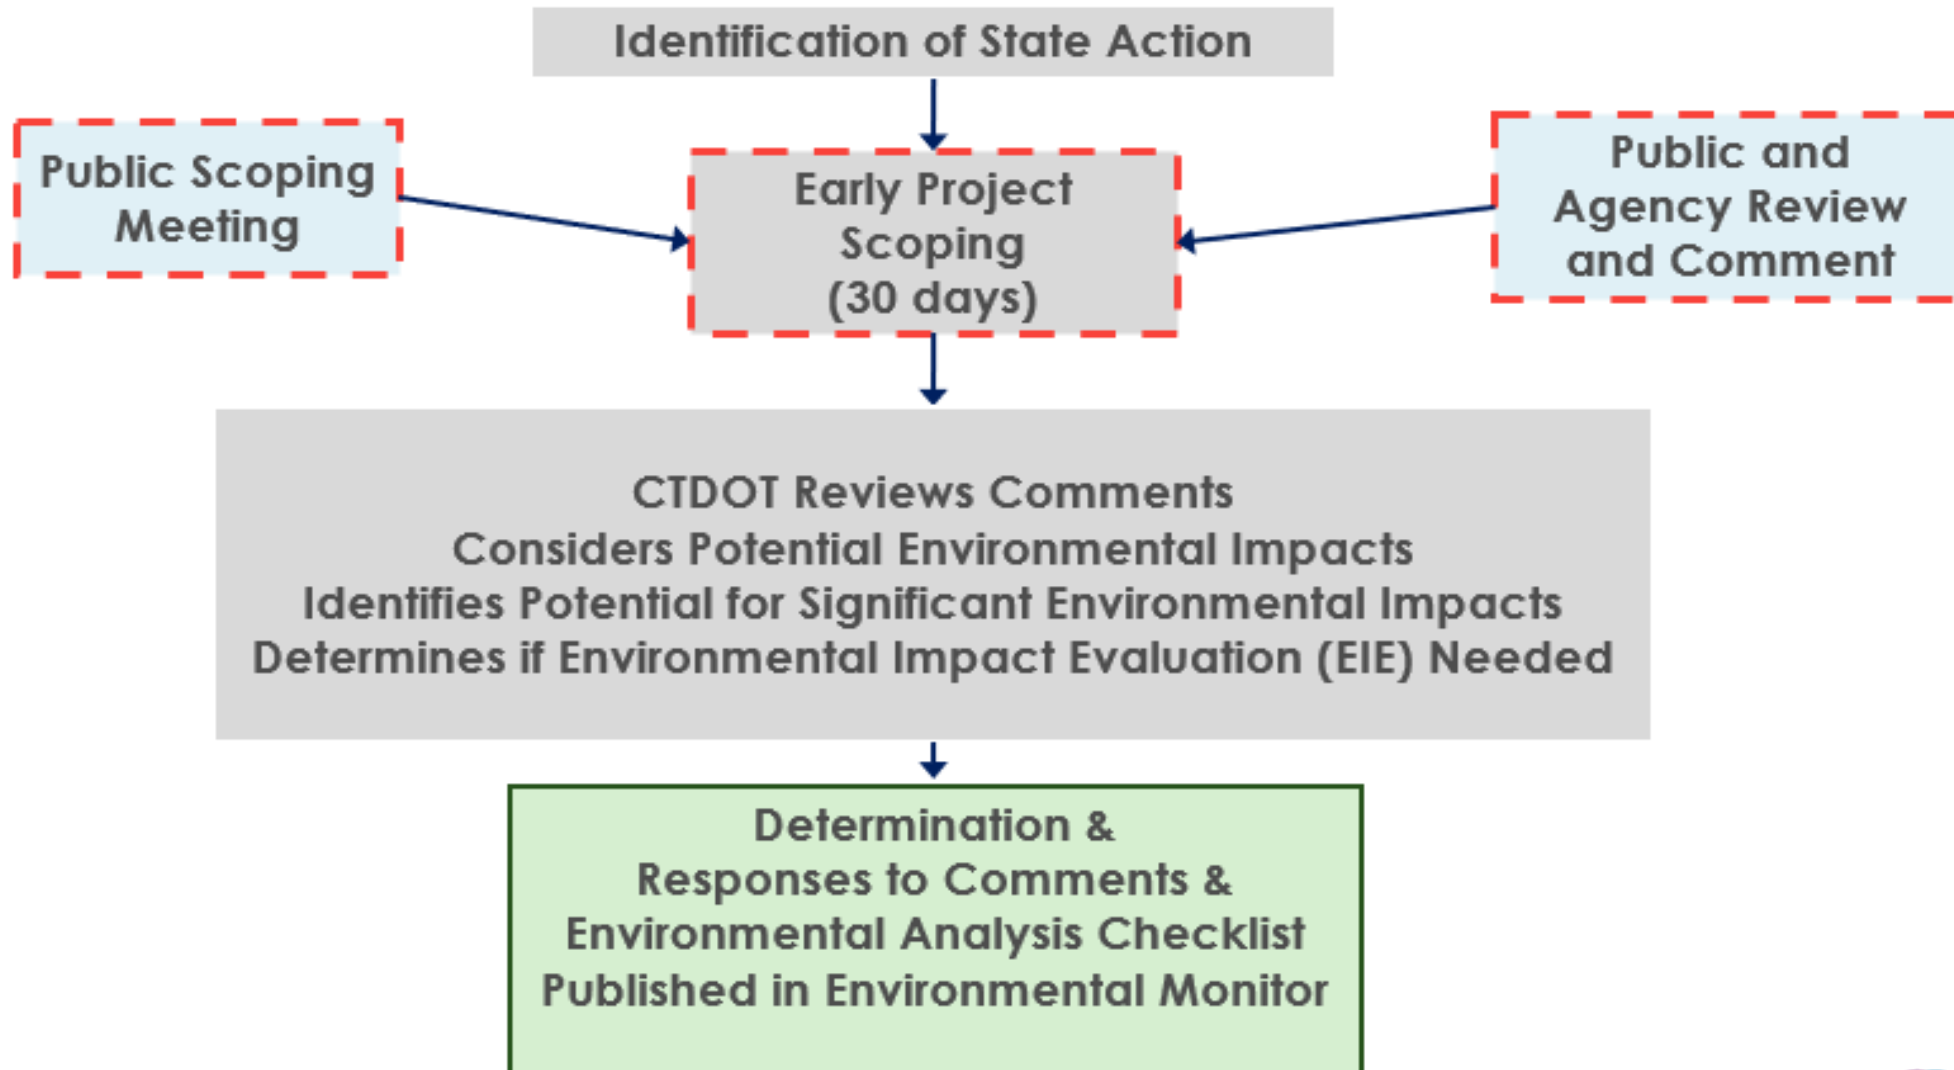 Identification of State Action
Public Scoping
Meeting
Early Project
Scoping
(30 days)
Public and
Agency Review
and Comment
CTDOT Reviews Comments
Considers Potential Environmental Impacts
Identifies Potential for Significant Environmental Impacts
Determines if Environmental Impact Evaluation (EIE) Needed
Determination &
Responses to Comments &
Environmental Analysis Checklist
Published in Environmental Monitor